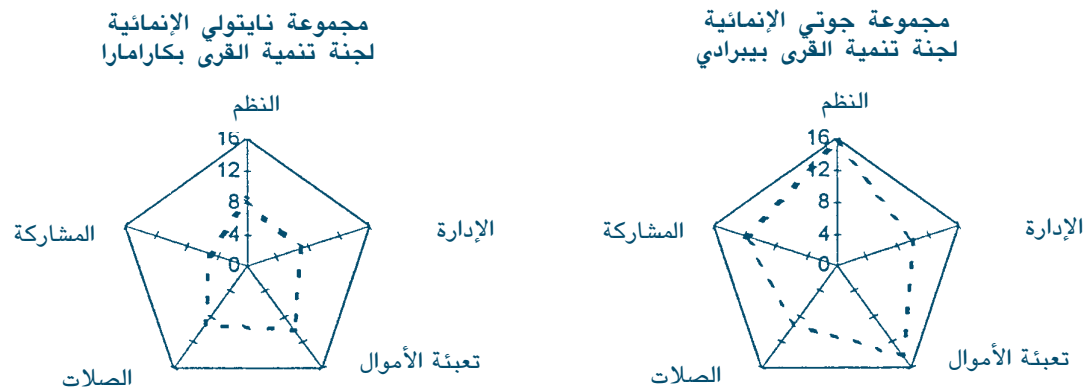 مجموعة جوتي الإنمائية
لجنة تنمية القرى ببيرادي
النظم
16
12
8
4
0
المشاركة
الإدارة
الصلات
تعبئة الأموال
مجموعة نايتولي الإنمائية
لجنة تنمية القرى بكارامارا
النظم
16
12
8
4
0
المشاركة
الإدارة
الصلات
تعبئة الأموال